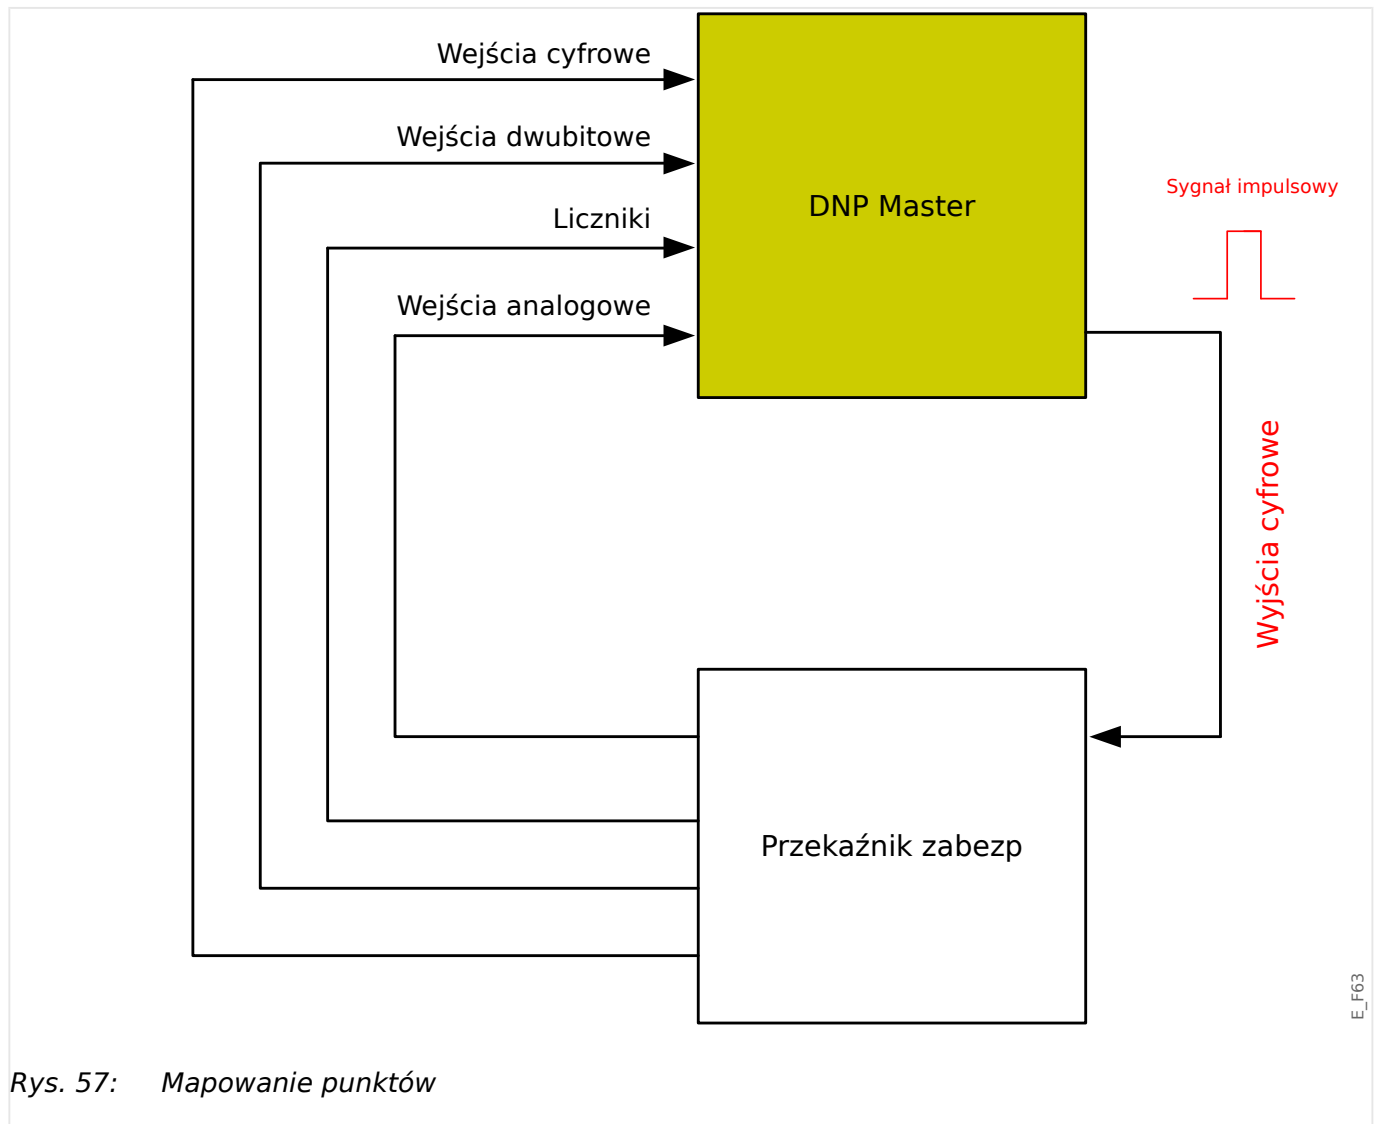 Wejścia cyfrowe
Wejścia dwubitowe
Liczniki
Wejścia analogowe
DNP Master
Sygnał impulsowy
Wyjścia cyfrowe
Przekaźnik zabezp
E_F63
Rys. 57: Mapowanie punktów